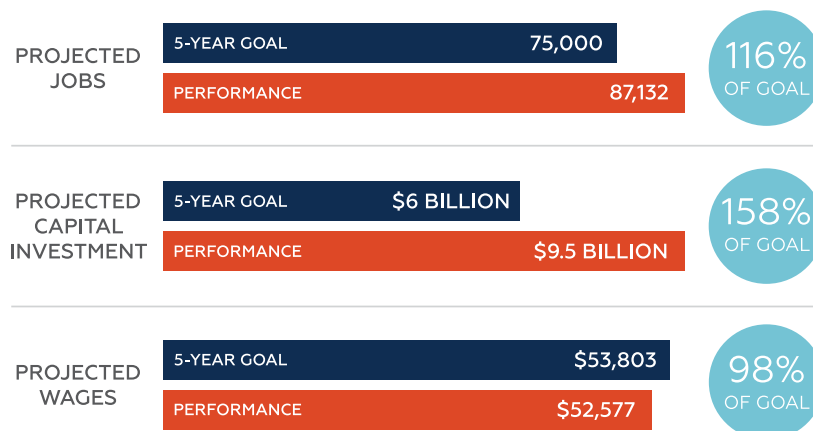 PROJECTED
JOBS
5-YEAR GOAL 75,000
PERFORMANCE 87,132
116%
OF GOAL
PROJECTED
CAPITAL
INVESTMENT
5-YEAR GOAL $6 BILLION
PERFORMANCE $9.5 BILLION
158%
OF GOAL
PROJECTED
WAGES
5-YEAR GOAL $53,803
PERFORMANCE $52,577
98%
OF GOAL